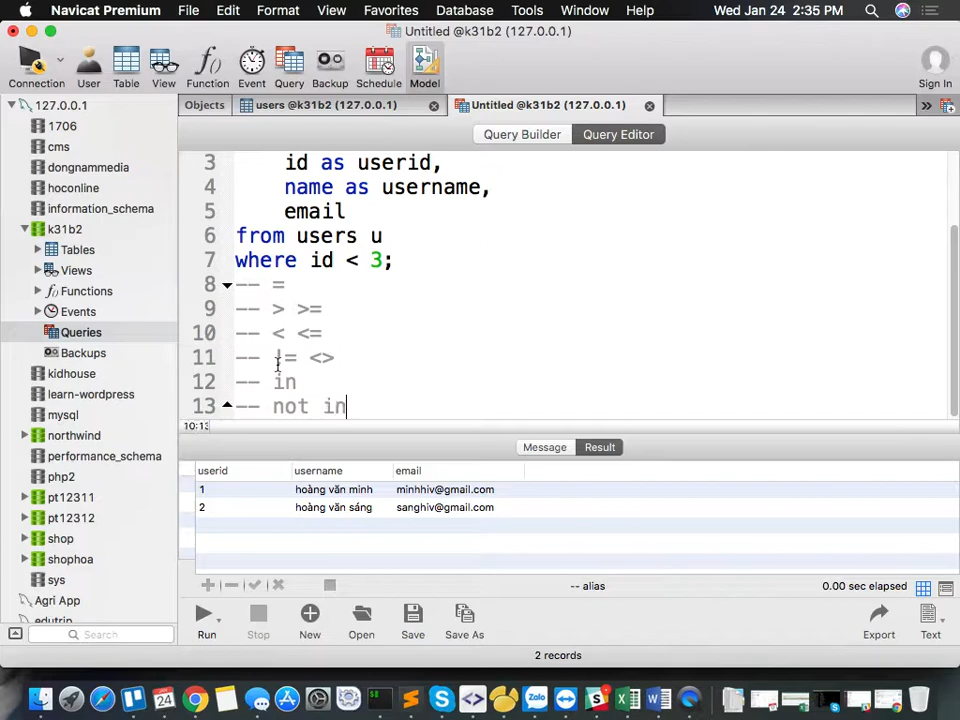 Navicat Premium File Edit Format View Favorites Database Tools Window Help Wed Jan 24 2:35 PM
Untitled @k31b2 (127.0.0.1)
Connection User Table View Function Event Query Backup Schedule Model Sign In
127.0.0.1
1706
cms
dongnammedia
hoconline
information_schema
k31b2
Tables
Views
Functions
Events
Queries
Backups
kidhouse
learn-wordpress
mysql
northwind
performance_schema
php2
pt12311
pt12312
shop
shophoa
sys
Agri App
edutrip
Search
Objects users @k31b2 (127.0.0.1) Untitled @k31b2 (127.0.0.1)
Query Builder Query Editor
3 id as userid,
4 name as username,
5 email
6 from users u
7 where id < 3;
8 -- =
9 -- > >=
10 -- < <=
11 -- != <>
12 -- in
13 -- not in
10:13
Message Result
userid username email
1 hoàng văn minh minhhiv@gmail.com
2 hoàng văn sáng sanghiv@gmail.com
-- alias 0.00 sec elapsed
Run Stop New Open Save Save As Export Text
2 records
JAN
24
Zalo